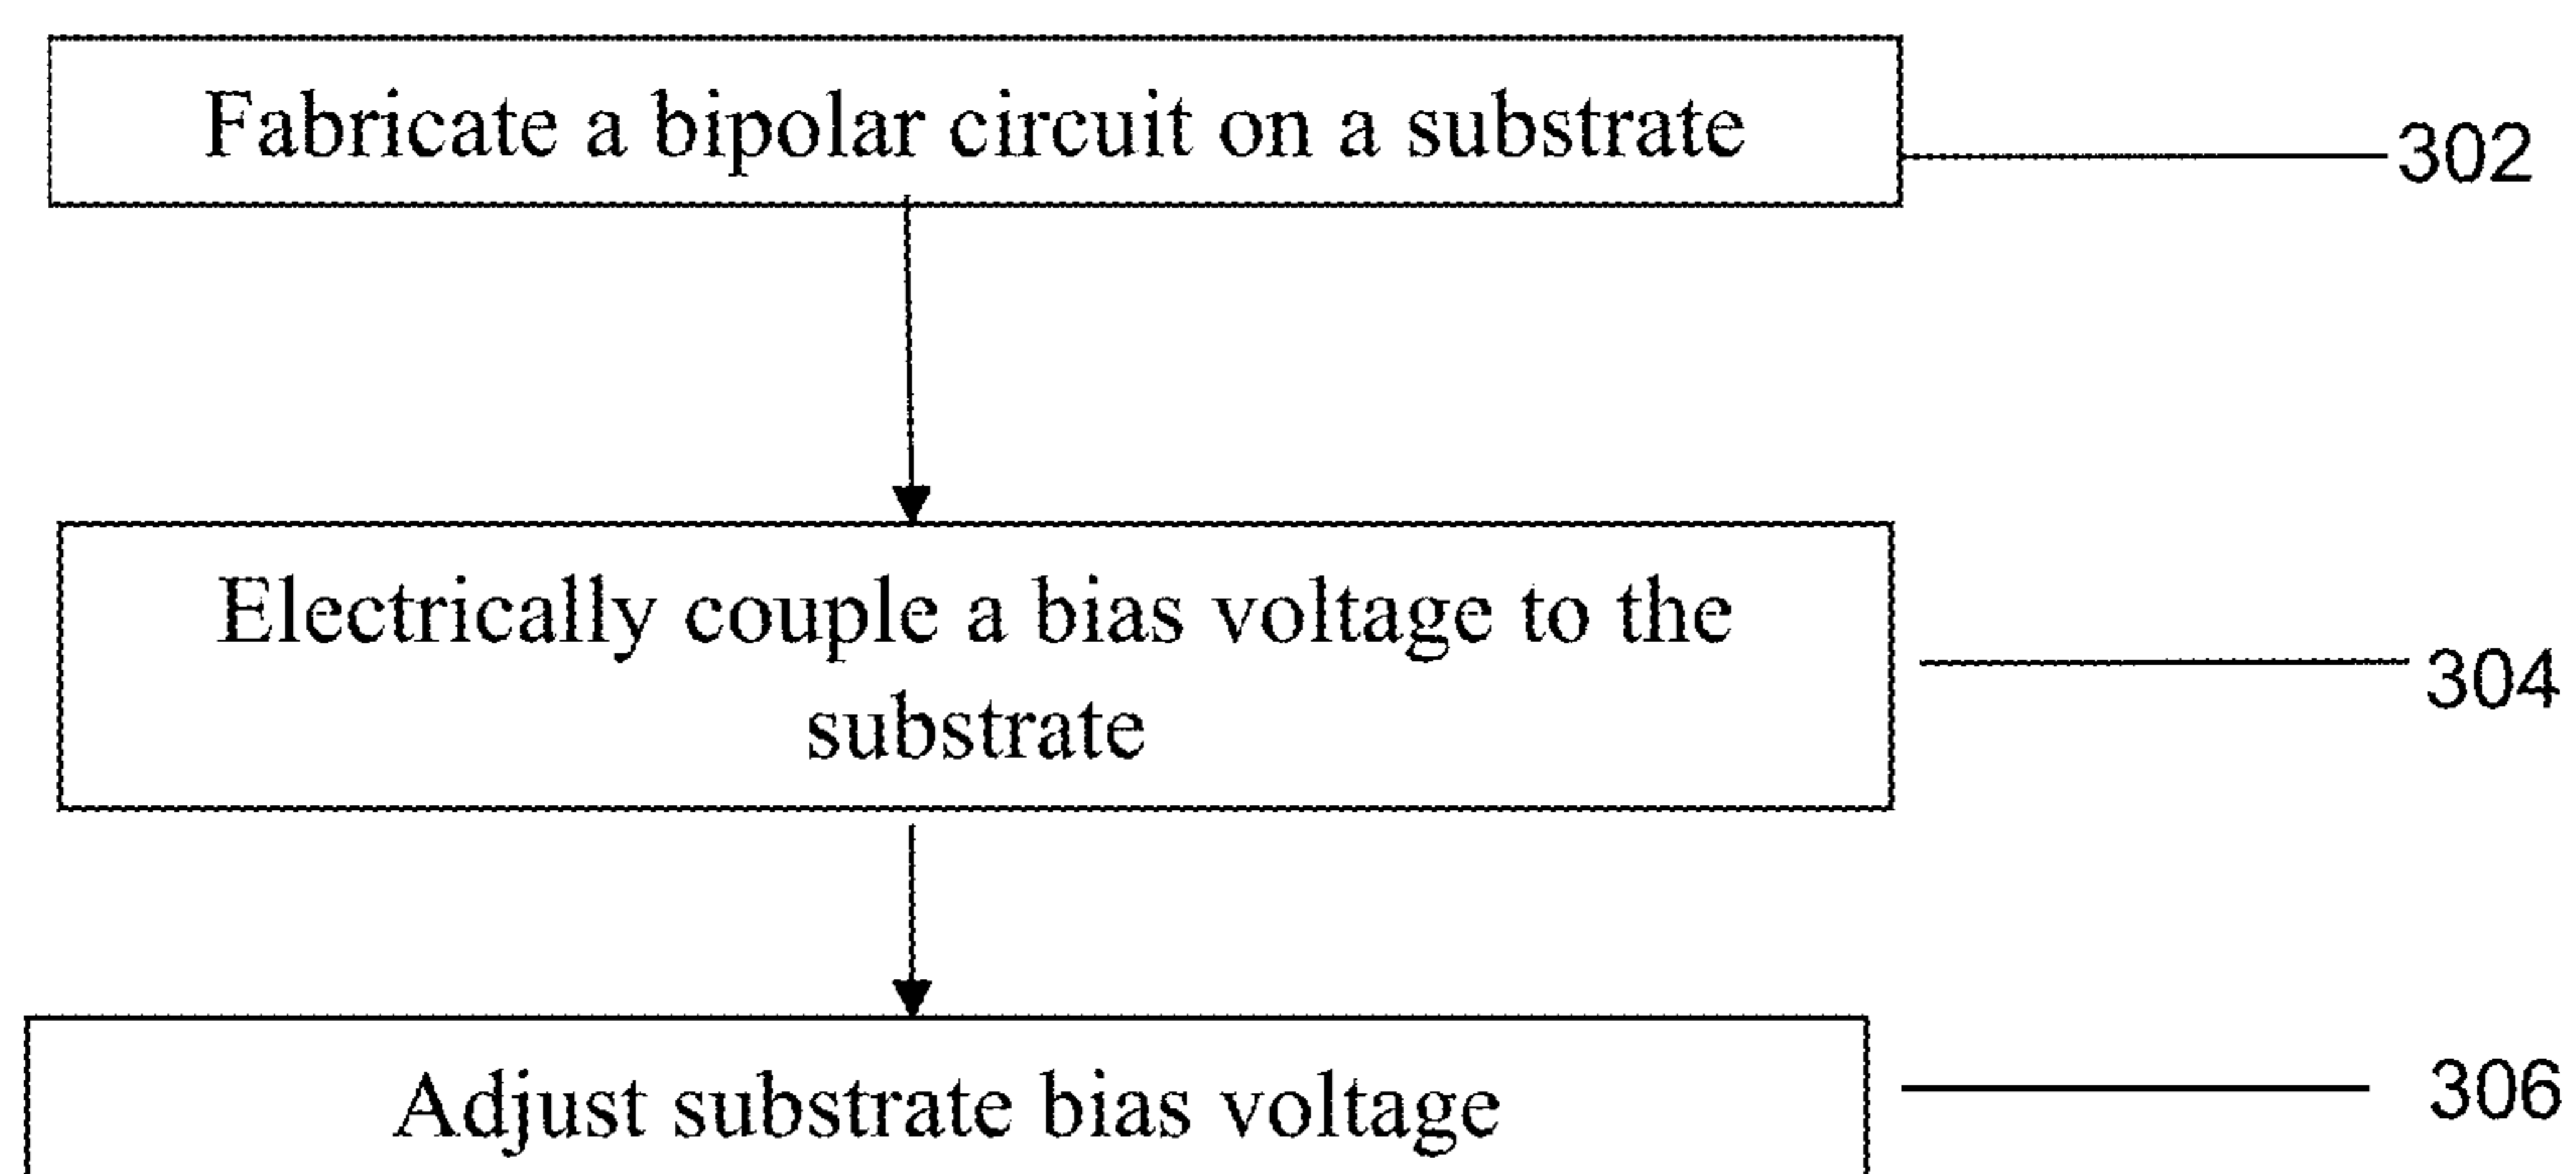 Fabricate a bipolar circuit on a substrate
302
Electrically couple a bias voltage to the
substrate
304
Adjust substrate bias voltage
306